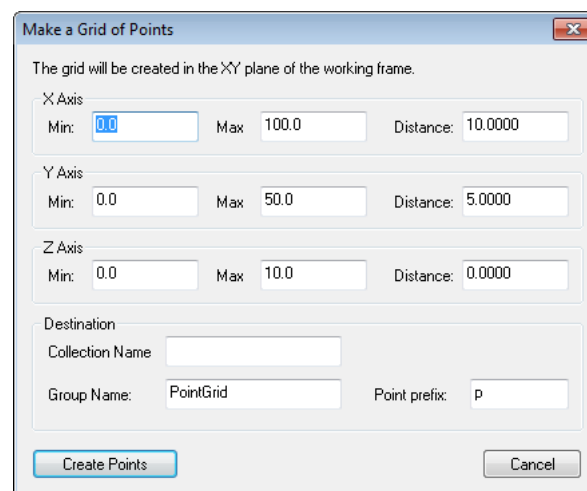 Make a Grid of Points
The grid will be created in the XY plane of the working frame.
X Axis
Min: 0.0 Max 100.0 Distance: 10.0000
Y Axis
Min: 0.0 Max 50.0 Distance: 5.0000
Z Axis
Min: 0.0 Max 10.0 Distance: 0.0000
Destination
Collection Name
Group Name: PointGrid Point prefix: p
Create Points Cancel